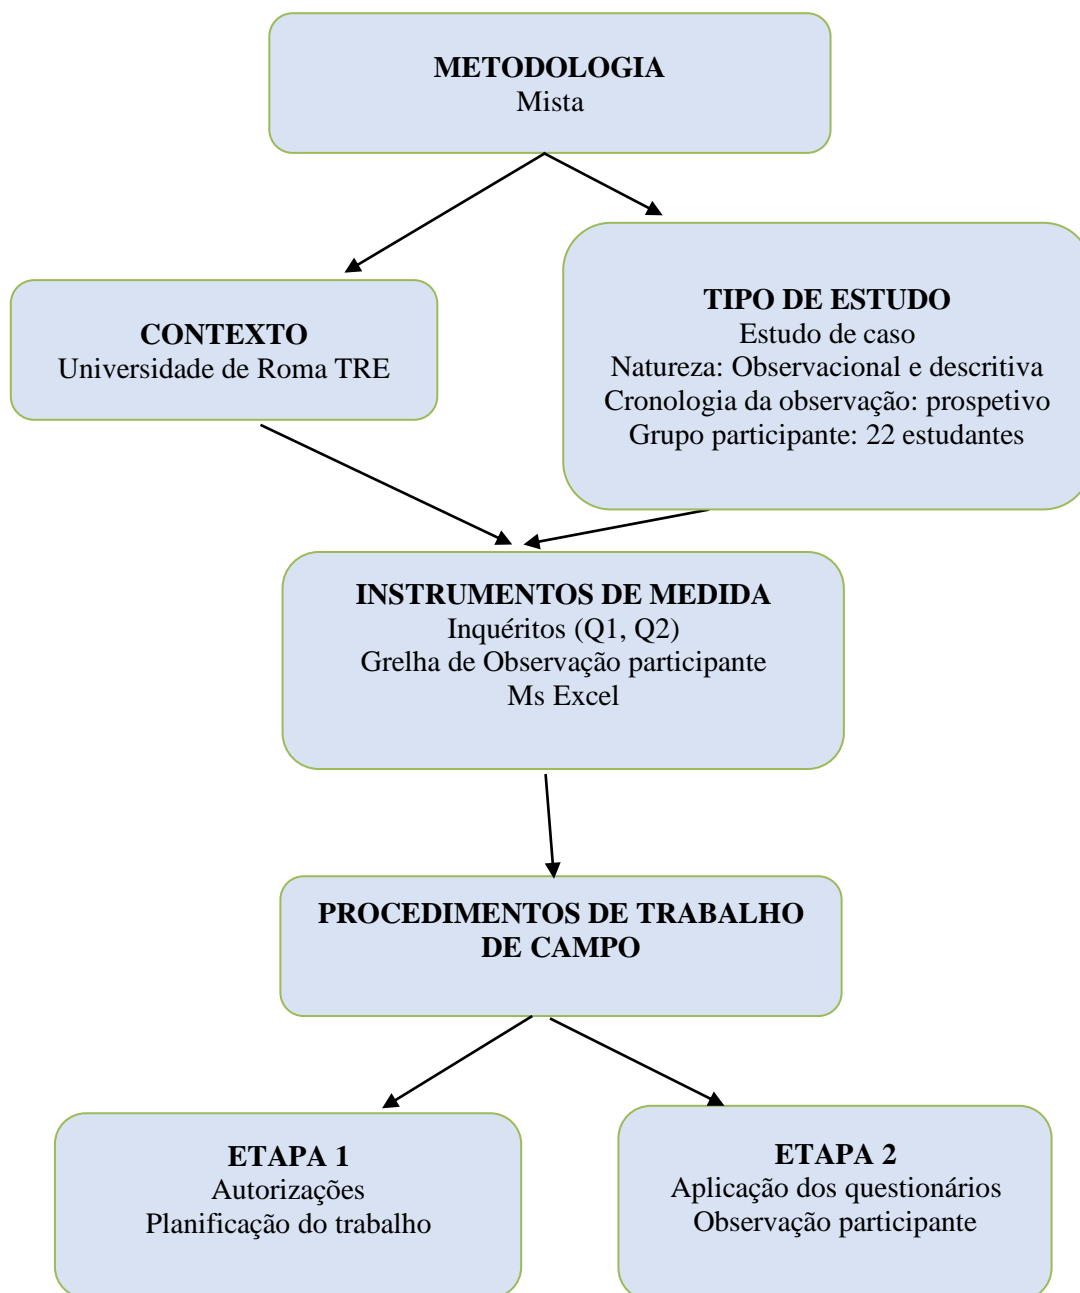 METODOLOGIA
Mista
CONTEXTO
Universidade de Roma TRE
TIPO DE ESTUDO
Estudo de caso
Natureza: Observacional e descritiva
Cronologia da observação: prospetivo
Grupo participante: 22 estudantes
INSTRUMENTOS DE MEDIDA
Inquéritos (Q1, Q2)
Grelha de Observação participante
Ms Excel
PROCEDIMENTOS DE TRABALHO
DE CAMPO
ETAPA 1
Autorizações
Planificação do trabalho
ETAPA 2
Aplicação dos questionários
Observação participante